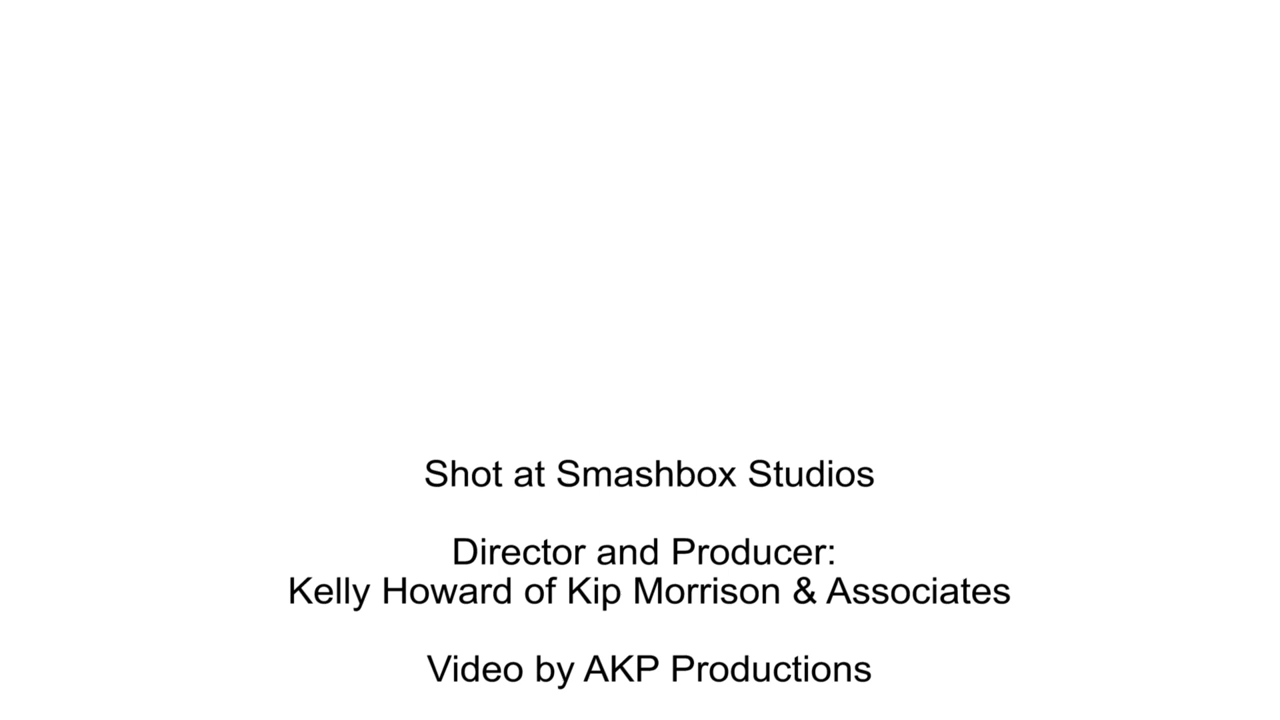 Shot at Smashbox Studios
Director and Producer:
Kelly Howard of Kip Morrison & Associates
Video by AKP Productions